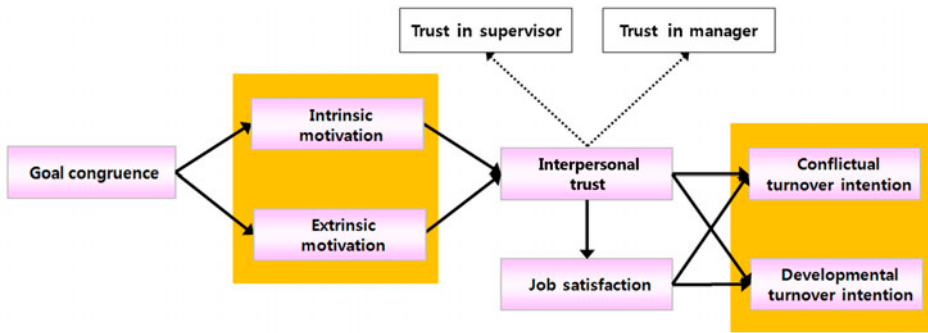 Trust in supervisor
Trust in manager
Intrinsic
motivation
Goal congruence
Interpersonal
trust
Conflictual
turnover intention
Extrinsic
motivation
Job satisfaction
Developmental
turnover intention